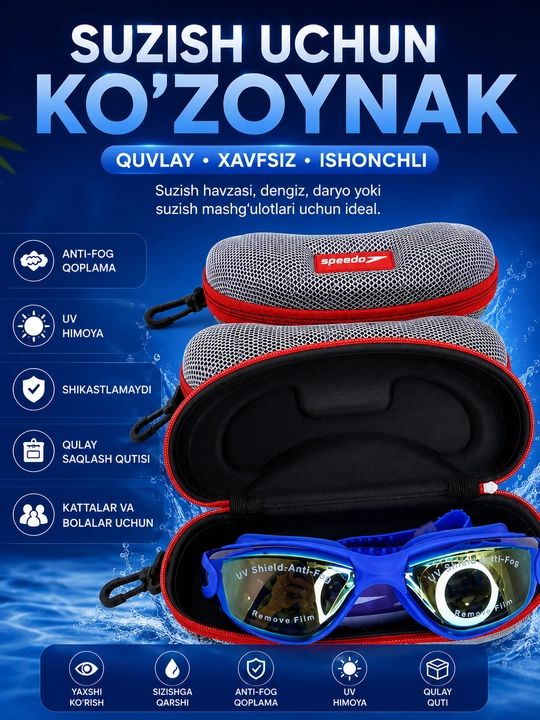 SUZISH UCHUN
KO'ZOYNAK
QUVLAY • XAVFSIZ • ISHONCHLI
Suzish havzasi, dengiz, daryo yoki
suzish mashg'ulotlari uchun ideal.
speedo
ANTI-FOG
QOPLAMA
UV
HIMOYA
SHIKASTLAMAYDI
QULAY
SAQLASH QUTISI
KATTALAR VA
BOLALAR UCHUN
UV Shield Anti-Fog
Remove Film
UV Shield Anti-Fog
Remove Film
YAXSHI
KO'RISH
SIZISHGA
QARSHI
ANTI-FOG
QOPLAMA
UV
HIMOYA
QULAY
QUTI